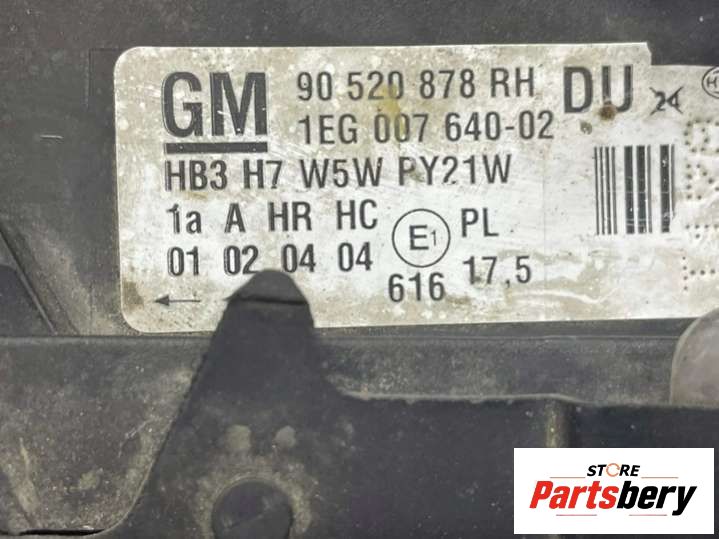 GM 90 520 878 RH DU 24
1EG 007 640-02
HB3 H7 W5W PY21W
1a A HR HC E1 PL
01 02 04 04 616 17,5
STORE
Partsbery